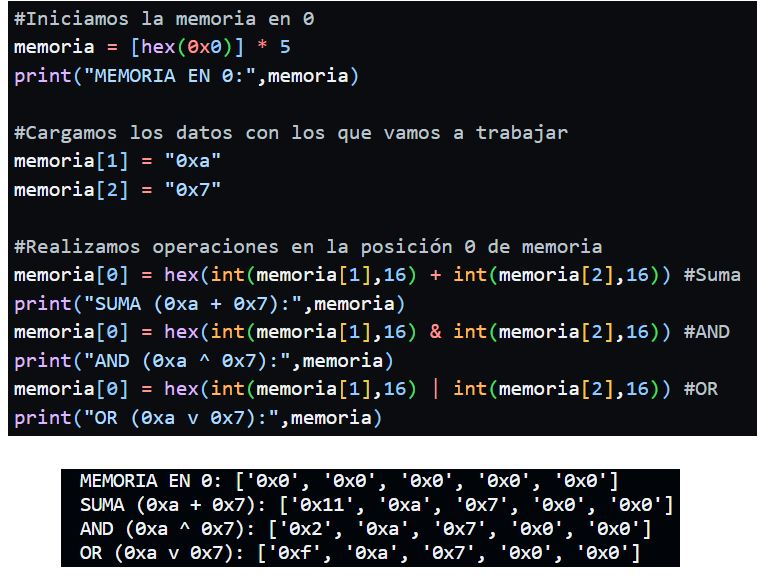 #Iniciamos la memoria en 0
memoria = [hex(0x0)] * 5
print("MEMORIA EN 0:",memoria)
#Cargamos los datos con los que vamos a trabajar
memoria[1] = "0xa"
memoria[2] = "0x7"
#Realizamos operaciones en la posición 0 de memoria
memoria[0] = hex(int(memoria[1],16) + int(memoria[2],16)) #Suma
print("SUMA (0xa + 0x7):",memoria)
memoria[0] = hex(int(memoria[1],16) & int(memoria[2],16)) #AND
print("AND (0xa ^ 0x7):",memoria)
memoria[0] = hex(int(memoria[1],16) | int(memoria[2],16)) #OR
print("OR (0xa v 0x7):",memoria)
MEMORIA EN 0: ['0x0', '0x0', '0x0', '0x0', '0x0']
SUMA (0xa + 0x7): ['0x11', '0xa', '0x7', '0x0', '0x0']
AND (0xa ^ 0x7): ['0x2', '0xa', '0x7', '0x0', '0x0']
OR (0xa v 0x7): ['0xf', '0xa', '0x7', '0x0', '0x0']